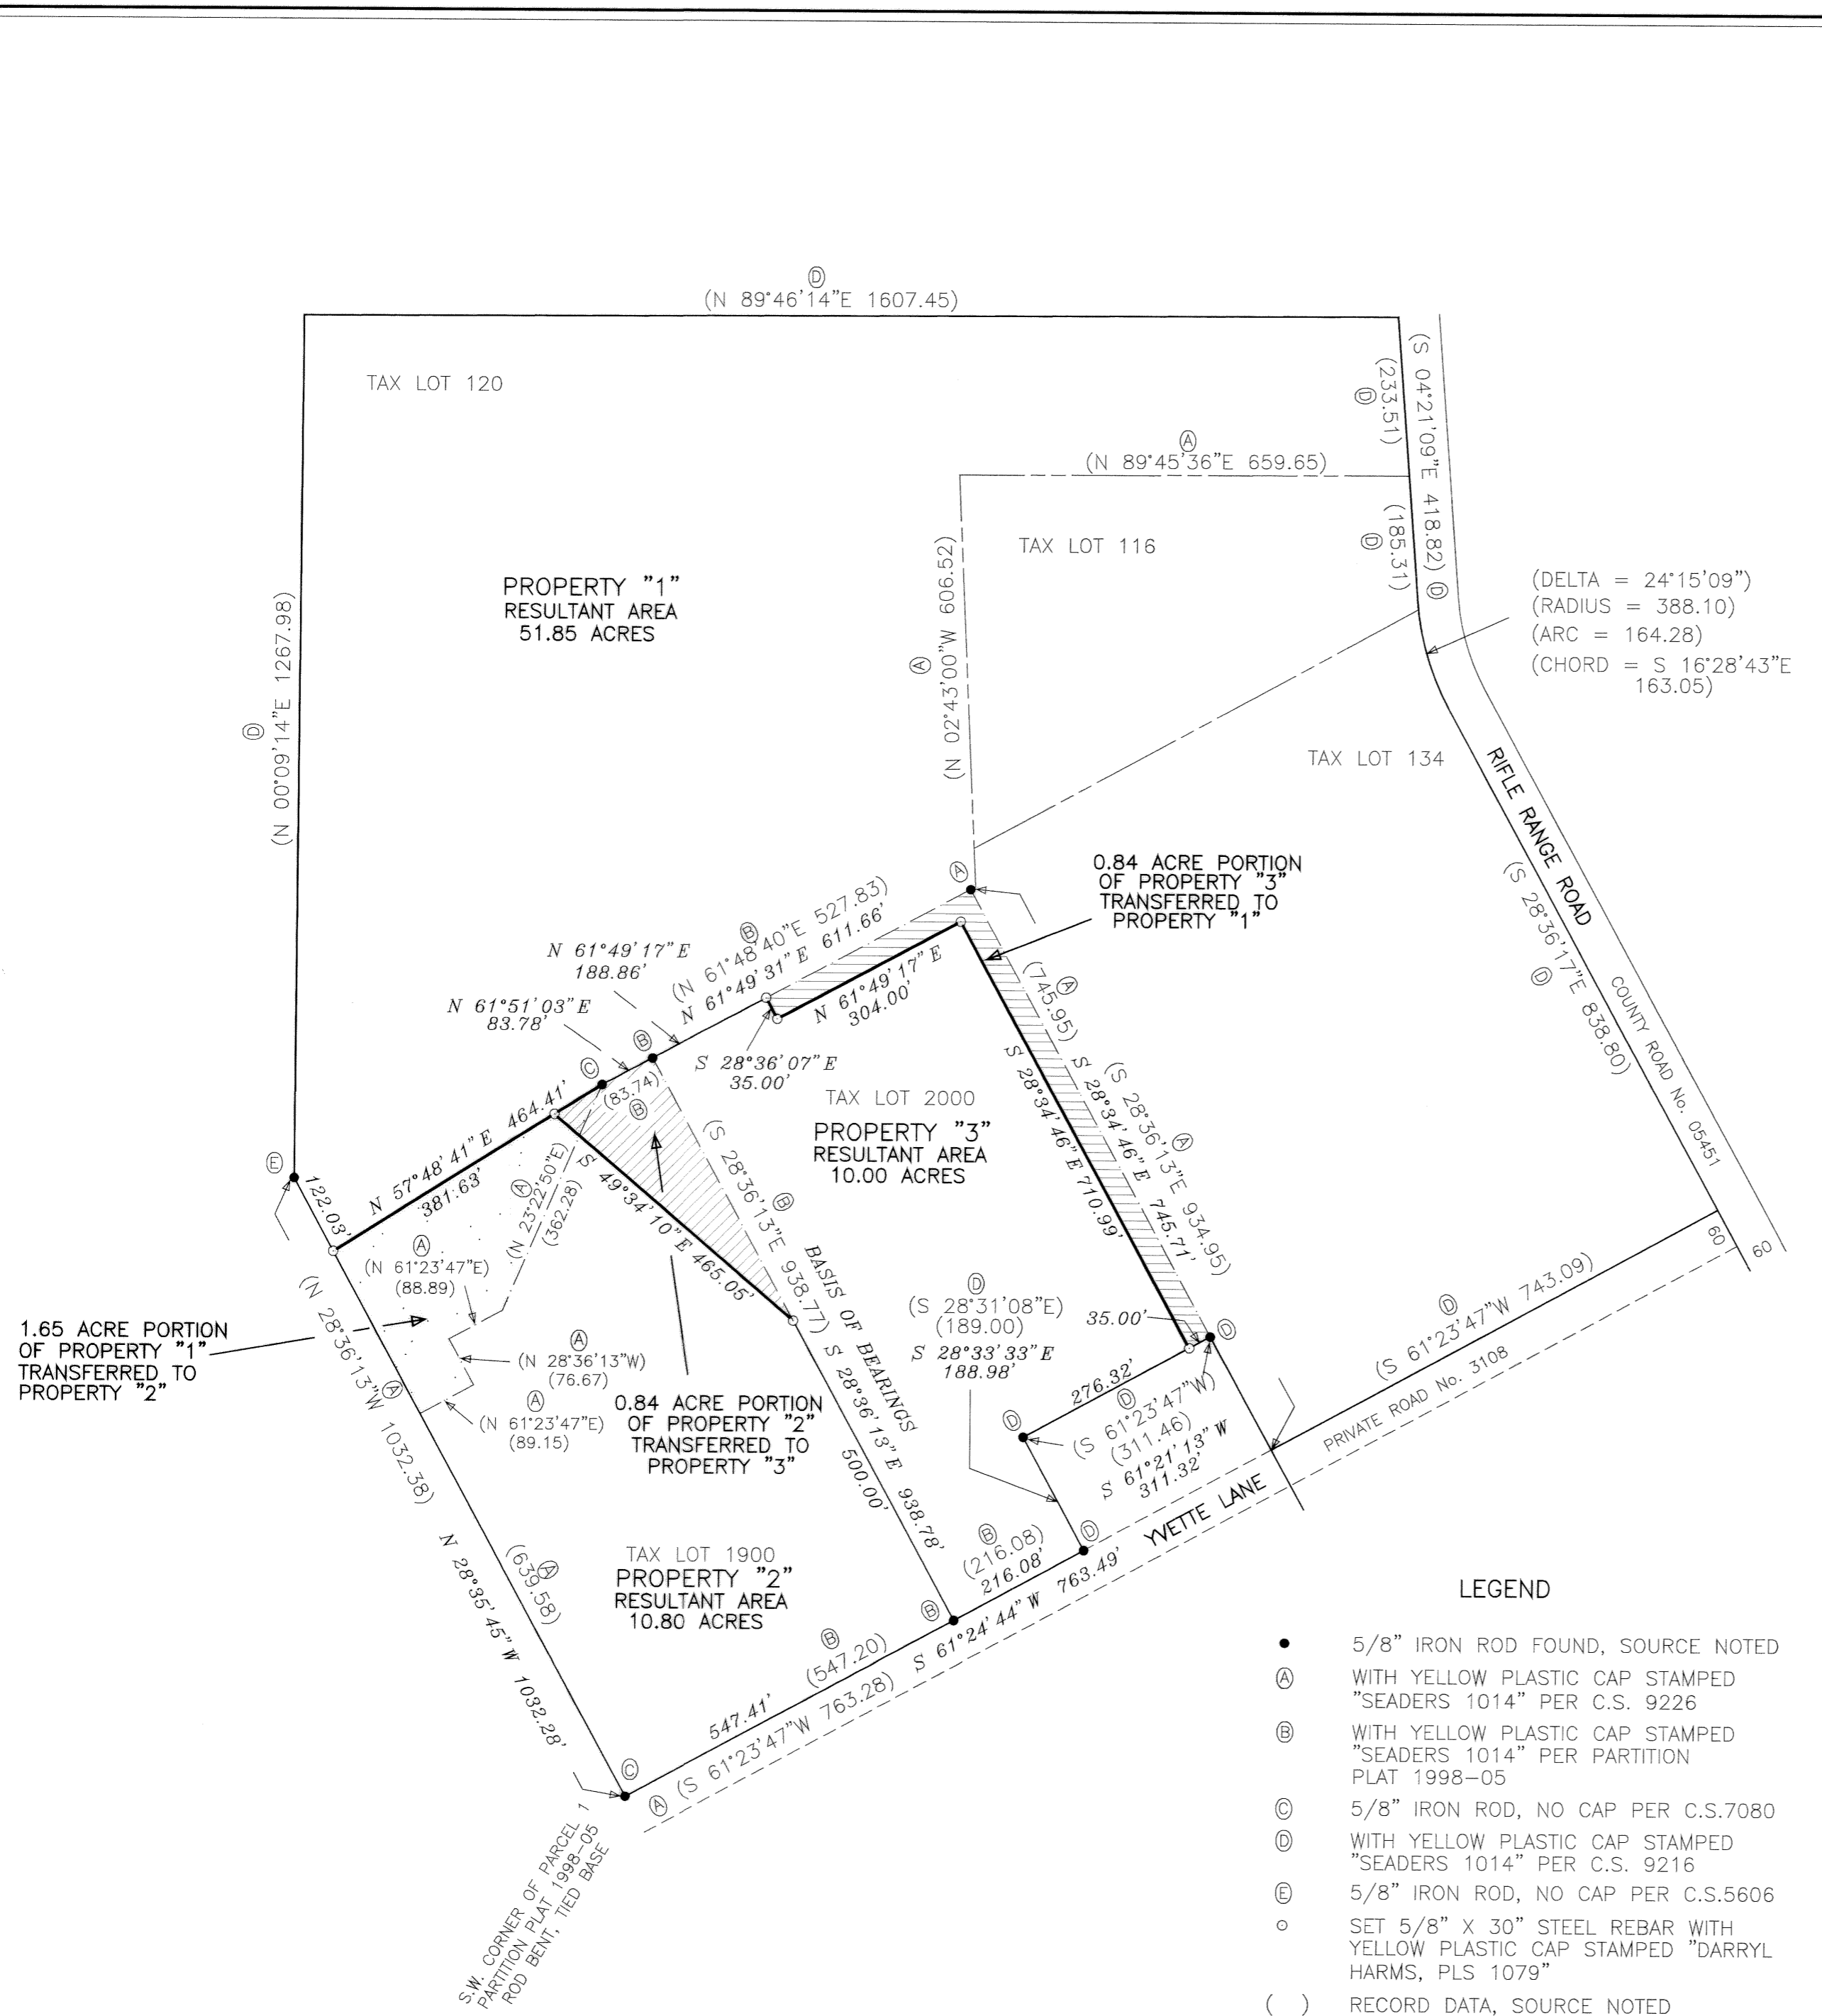 Ⓓ
(N 89°46'14"E 1607.45)
TAX LOT 120
(S 04°21'09"E 418.82) Ⓓ
(233.51)
Ⓓ
Ⓐ
(N 89°45'36"E 659.65)
(185.31)
Ⓓ
TAX LOT 116
PROPERTY "1"
RESULTANT AREA
51.85 ACRES
(DELTA = 24°15'09")
(RADIUS = 388.10)
(ARC = 164.28)
(CHORD = S 16°28'43"E
163.05)
Ⓐ
(N 02°43'00"W 606.52)
Ⓓ
(N 00°09'14"E 1267.98)
TAX LOT 134
RIFLE RANGE ROAD
(S 28°36'17"E 838.80)
Ⓓ
COUNTY ROAD No. 05451
0.84 ACRE PORTION
OF PROPERTY "3"
TRANSFERRED TO
PROPERTY "1"
Ⓐ
Ⓑ
(N 61°48'40"E 527.83)
N 61°49'31"E 611.66'
N 61°49'17"E
188.86'
N 61°49'17"E
304.00'
N 61°51'03"E
83.78'
Ⓐ
(745.95)
S 28°36'07"E
35.00'
Ⓑ
Ⓒ
(83.74)
Ⓑ
TAX LOT 2000
PROPERTY "3"
RESULTANT AREA
10.00 ACRES
S 28°34'46"E 710.99'
S 28°34'46"E 745.71'
Ⓐ
(S 28°36'13"E 934.95)
Ⓔ
122.03'
N 57°48'41"E 464.41'
381.63'
Ⓐ
(N 23°22'50"E)
(362.28)
S 49°34'10"E 465.05'
Ⓑ
(S 28°36'13"E 938.77)
BASIS OF BEARINGS
S 28°36'13"E 938.78'
500.00'
Ⓐ
(N 61°23'47"E)
(88.89)
60
60
Ⓓ
(S 61°23'47"W 743.09)
PRIVATE ROAD No. 3108
Ⓓ
(S 28°31'08"E)
(189.00)
S 28°33'33"E
188.98'
35.00'
Ⓓ
1.65 ACRE PORTION
OF PROPERTY "1"
TRANSFERRED TO
PROPERTY "2"
Ⓐ
(N 28°36'13"W)
(76.67)
Ⓐ
(N 61°23'47"E)
(89.15)
0.84 ACRE PORTION
OF PROPERTY "2"
TRANSFERRED TO
PROPERTY "3"
276.32'
Ⓓ
Ⓓ
(S 61°23'47"W)
(311.46)
S 61°21'13"W
311.32'
Ⓐ
(N 28°36'13"W 1032.38)
N 28°35'45"W 1032.28'
Ⓐ
(639.58)
YVETTE LANE
Ⓓ
Ⓑ
(216.08)
216.08'
TAX LOT 1900
PROPERTY "2"
RESULTANT AREA
10.80 ACRES
Ⓑ
S 61°24'44"W 763.49'
Ⓑ
(547.20)
547.41'
Ⓐ (S 61°23'47"W 763.28)
Ⓒ
S.W. CORNER OF PARCEL 1
PARTITION PLAT 1998-05
ROD BENT, TIED BASE
LEGEND
● 5/8" IRON ROD FOUND, SOURCE NOTED
Ⓐ WITH YELLOW PLASTIC CAP STAMPED
"SEADERS 1014" PER C.S. 9226
Ⓑ WITH YELLOW PLASTIC CAP STAMPED
"SEADERS 1014" PER PARTITION
PLAT 1998-05
Ⓒ 5/8" IRON ROD, NO CAP PER C.S.7080
Ⓓ WITH YELLOW PLASTIC CAP STAMPED
"SEADERS 1014" PER C.S. 9216
Ⓔ 5/8" IRON ROD, NO CAP PER C.S.5606
○ SET 5/8" X 30" STEEL REBAR WITH
YELLOW PLASTIC CAP STAMPED "DARRYL
HARMS, PLS 1079"
( ) RECORD DATA, SOURCE NOTED